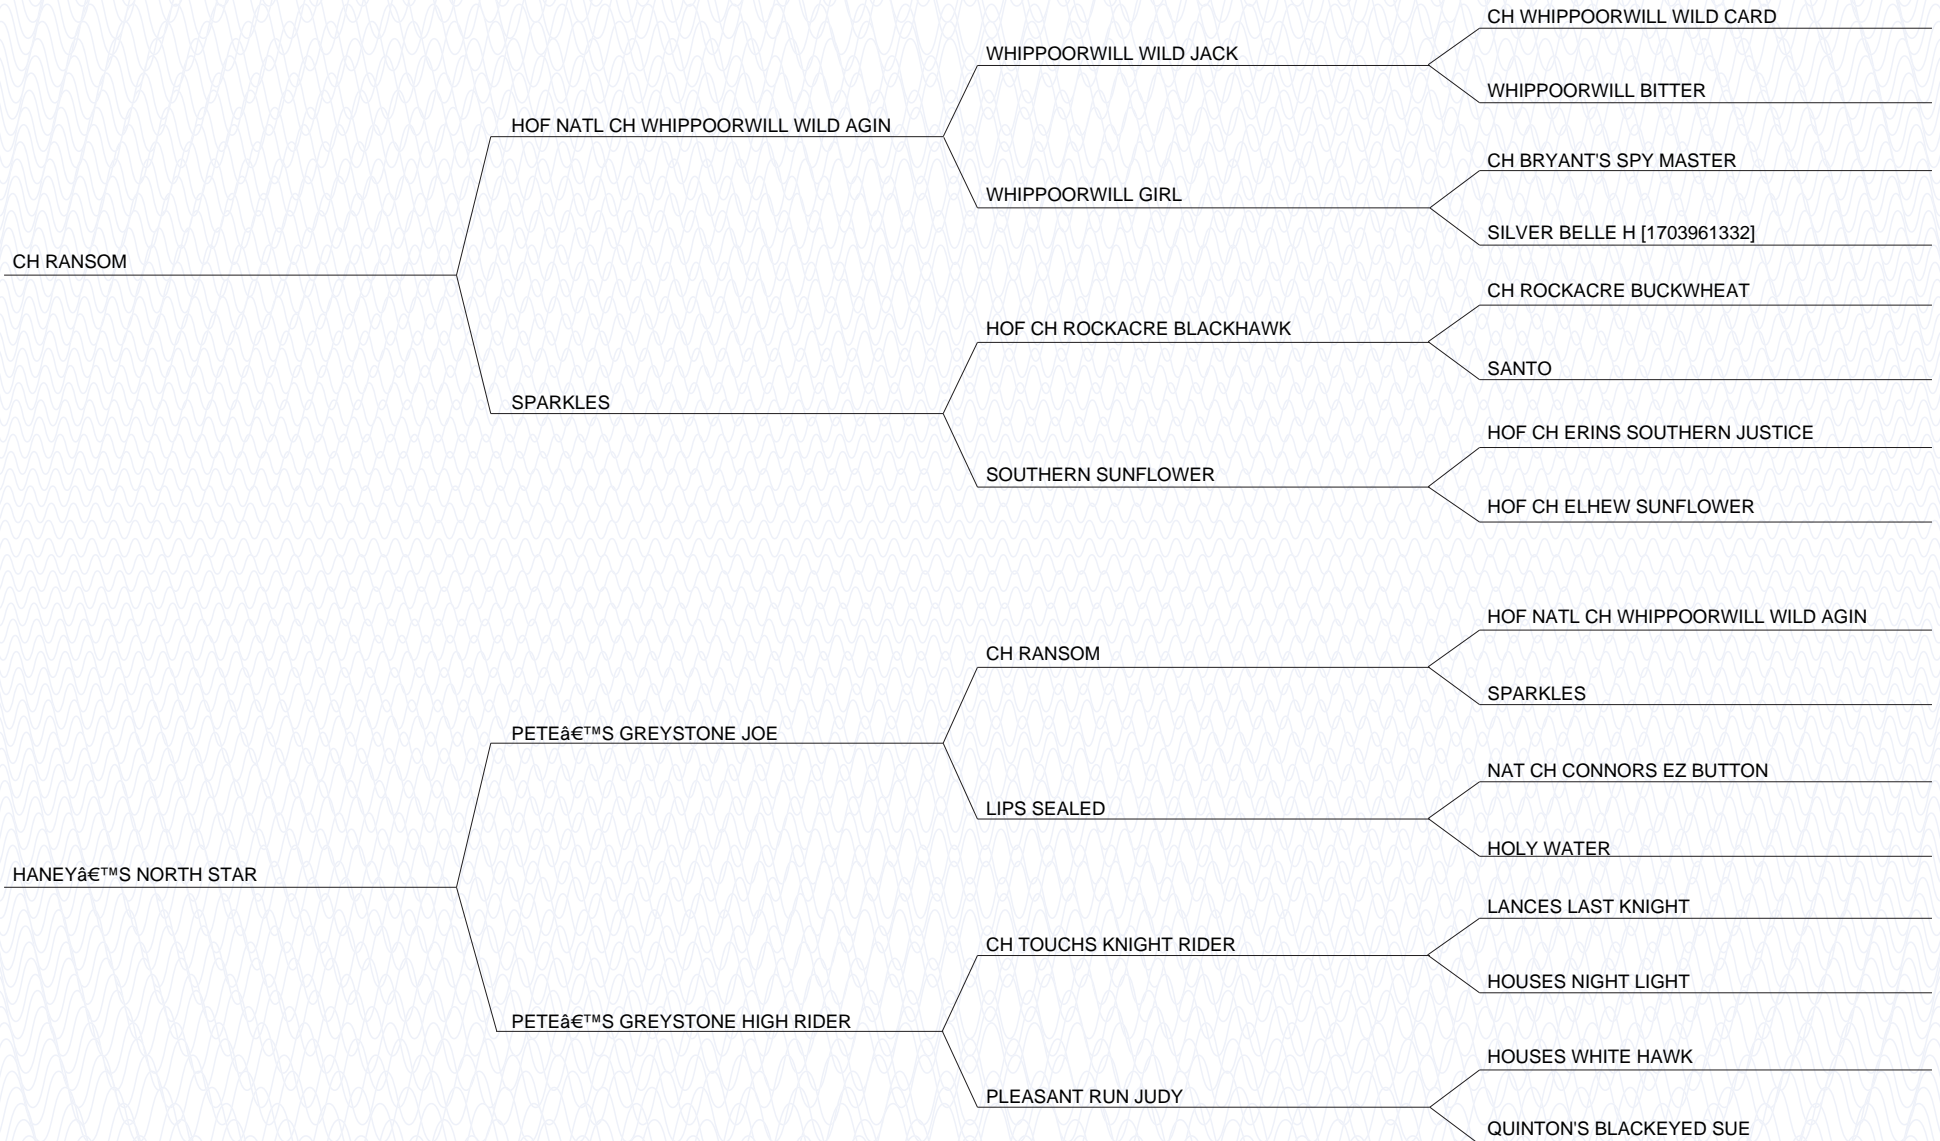 CH WHIPPOORWILL WILD CARD
WHIPPOORWILL WILD JACK
WHIPPOORWILL BITTER
HOF NATL CH WHIPPOORWILL WILD AGIN
CH BRYANT'S SPY MASTER
WHIPPOORWILL GIRL
SILVER BELLE H [1703961332]
CH RANSOM
CH ROCKACRE BUCKWHEAT
HOF CH ROCKACRE BLACKHAWK
SANTO
SPARKLES
HOF CH ERINS SOUTHERN JUSTICE
SOUTHERN SUNFLOWER
HOF CH ELHEW SUNFLOWER
HOF NATL CH WHIPPOORWILL WILD AGIN
CH RANSOM
SPARKLES
PETEâ€™S GREYSTONE JOE
NAT CH CONNORS EZ BUTTON
LIPS SEALED
HOLY WATER
HANEYâ€™S NORTH STAR
LANCES LAST KNIGHT
CH TOUCHS KNIGHT RIDER
HOUSES NIGHT LIGHT
PETEâ€™S GREYSTONE HIGH RIDER
HOUSES WHITE HAWK
PLEASANT RUN JUDY
QUINTON'S BLACKEYED SUE